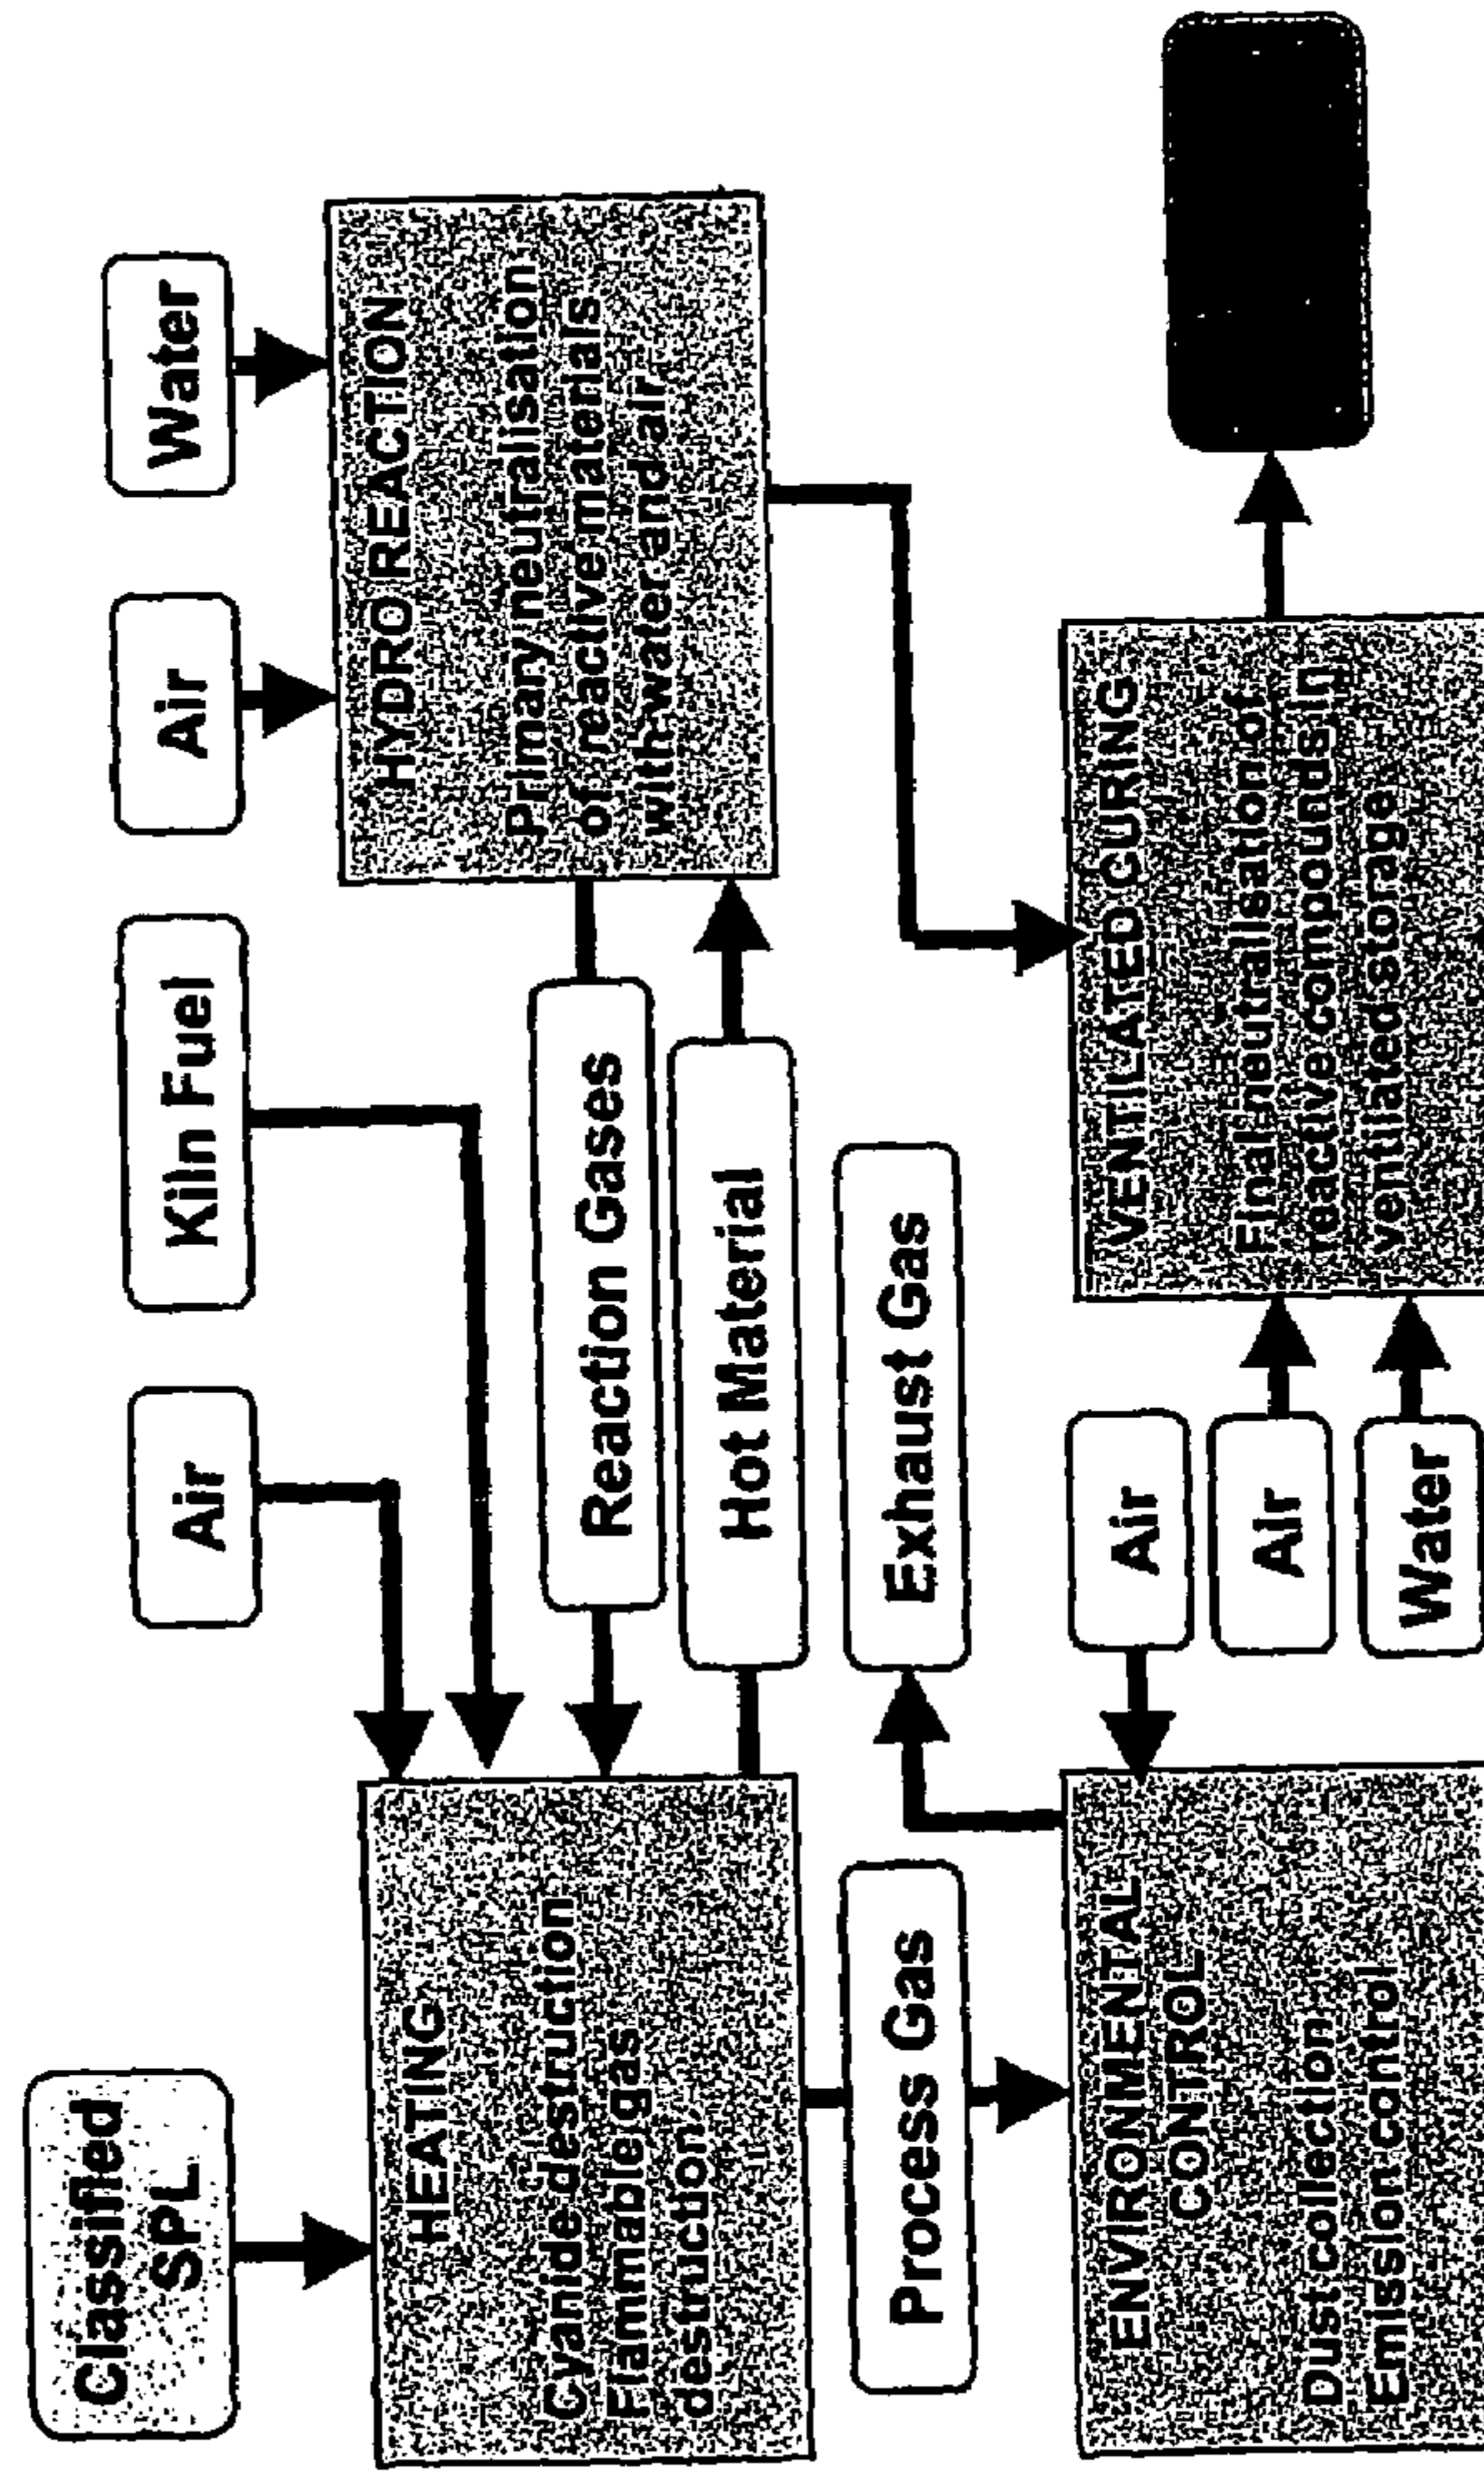 Classified
SPL
Air
Kiln Fuel
Air
Water
HEATING
Cyanide destruction
Flammable gas
destruction
Reaction Gases
Hot Material
HYDRO REACTION
Primary neutralisation
of reactive materials
with water and air
Process Gas
Exhaust Gas
ENVIRONMENTAL
CONTROL
Dust collection
Emission control
Air
Air
Water
VENTILATED CURING
Final neutralisation of
reactive compounds in
ventilated storage